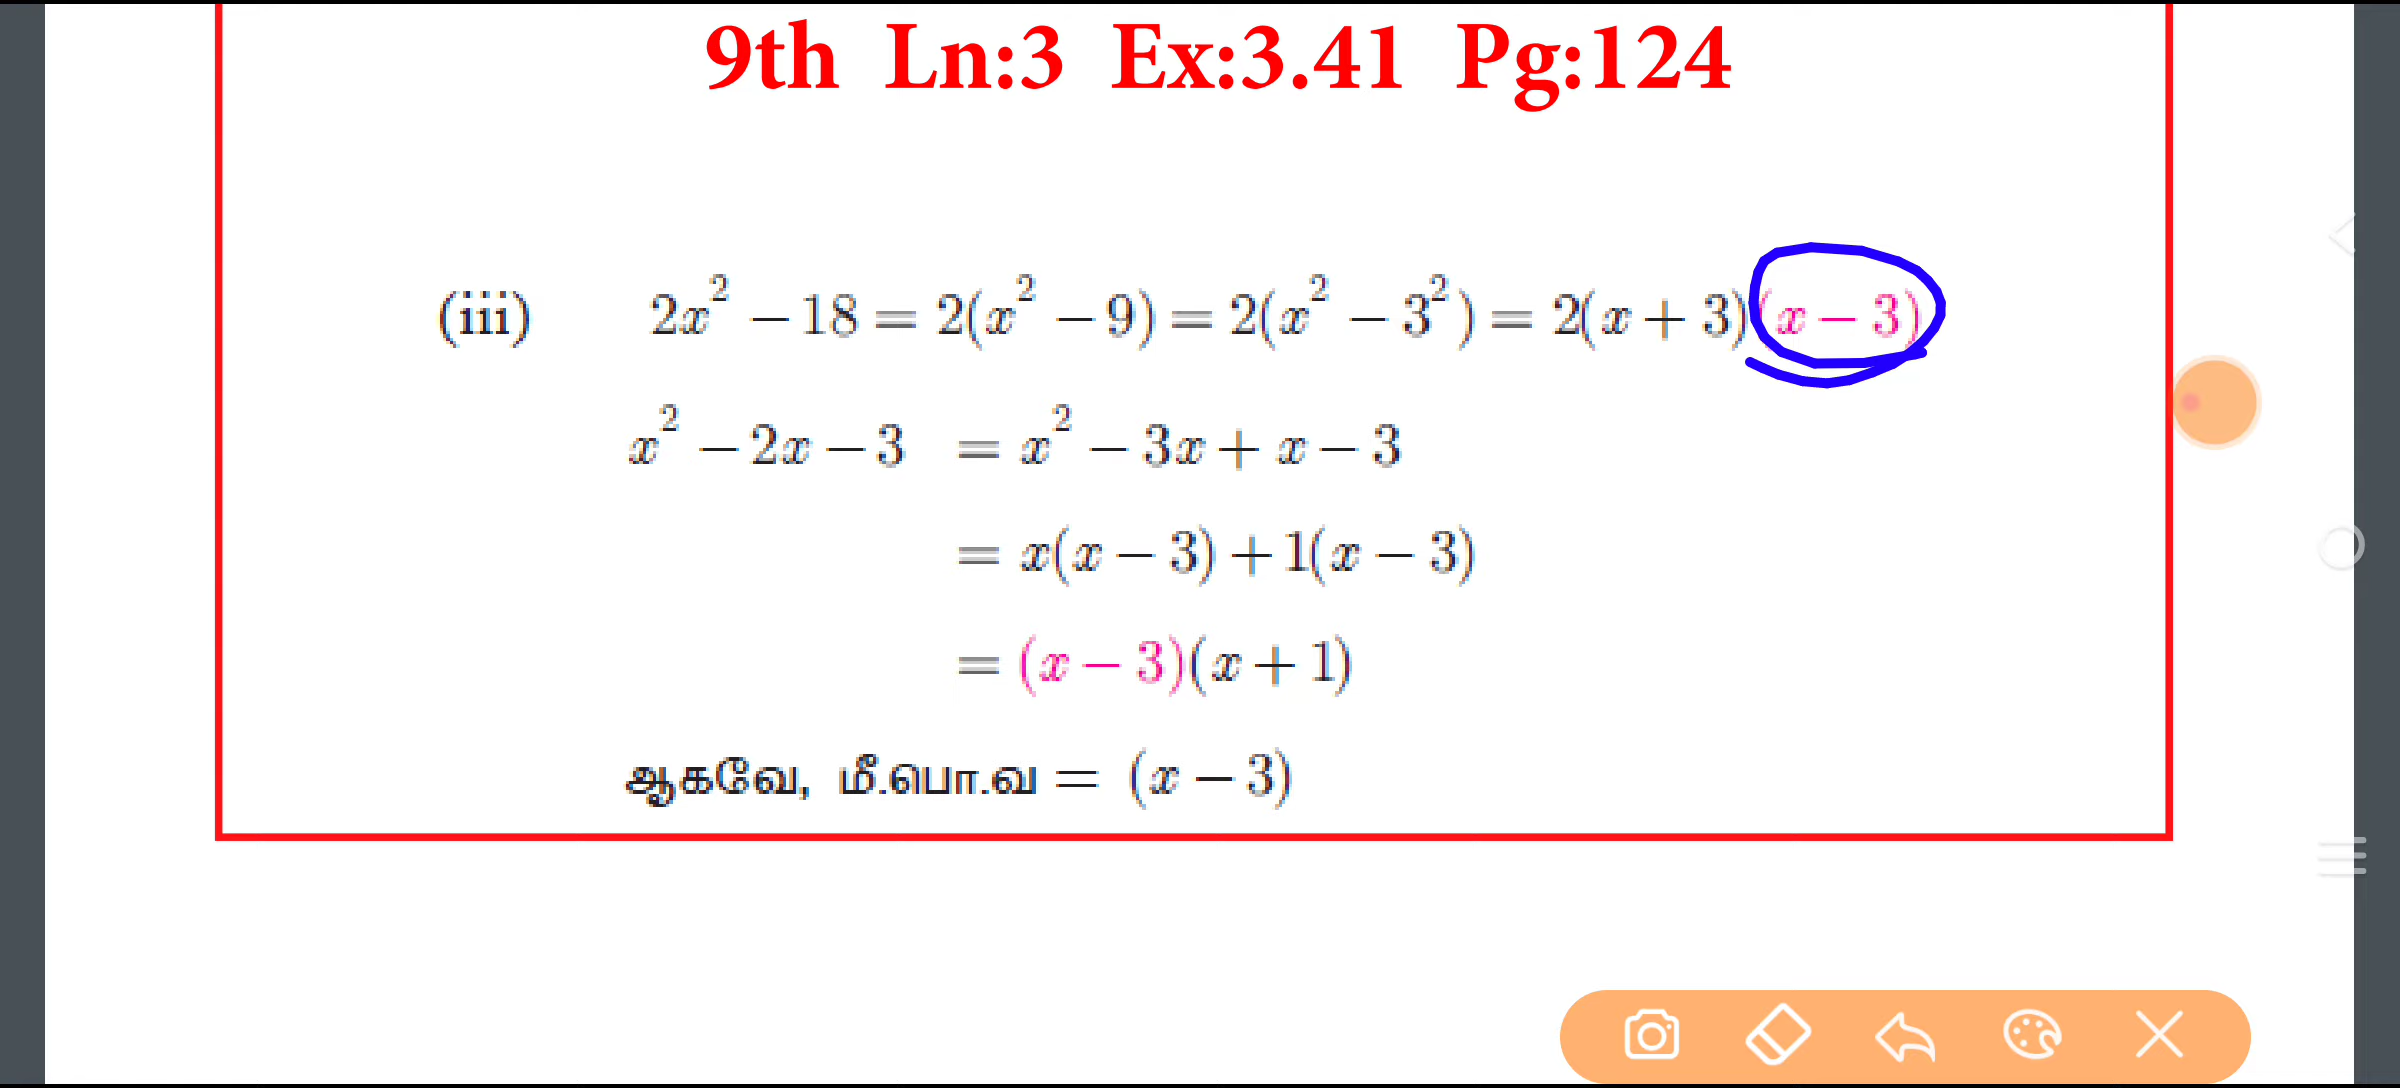 9th Ln:3 Ex:3.41 Pg:124
(iii) 2x² − 18 = 2(x² − 9) = 2(x² − 3²) = 2(x + 3)(x − 3)
x² − 2x − 3 = x² − 3x + x − 3
= x(x − 3) + 1(x − 3)
= (x − 3)(x + 1)
ஆகவே, மீ.பொ.வ = (x − 3)